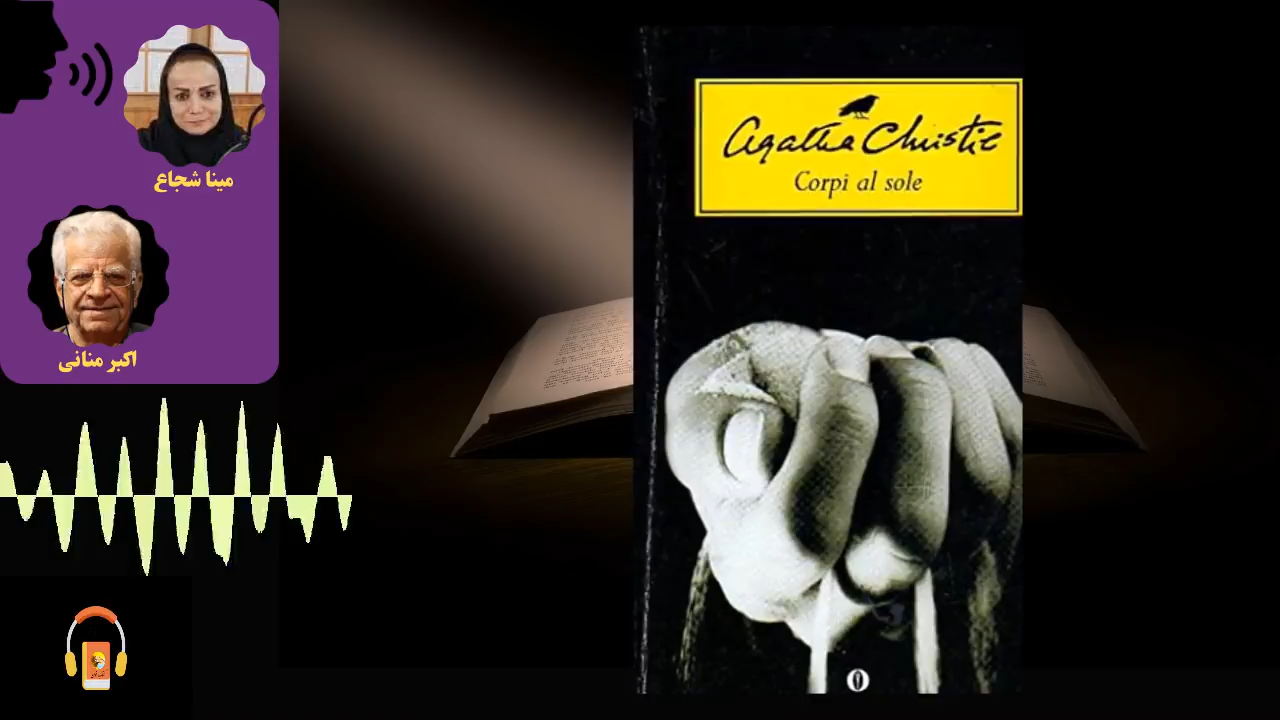 مینا شجاع
اکبر منانی
Agatha Christie
Corpi al sole